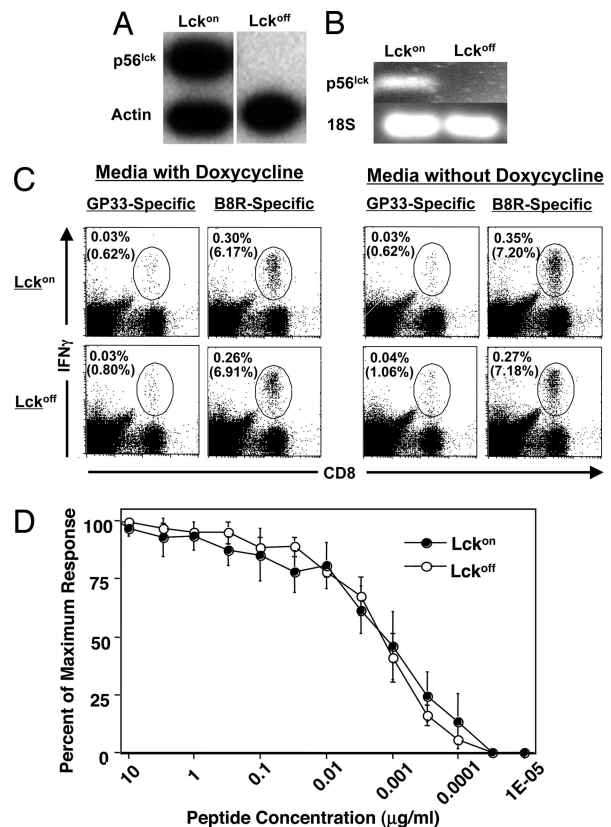 A
Lck^on Lck^off
p56^lck
Actin
B
Lck^on Lck^off
p56^lck
18S
C
Media with Doxycycline
Media without Doxycycline
GP33-Specific B8R-Specific
GP33-Specific B8R-Specific
Lck^on
0.03%
(0.62%)
0.30%
(6.17%)
0.03%
(0.62%)
0.35%
(7.20%)
Lck^off
0.03%
(0.80%)
0.26%
(6.91%)
0.04%
(1.06%)
0.27%
(7.18%)
IFNγ
CD8
D
Percent of Maximum Response
100
75
50
25
0
Lck^on
Lck^off
10 1 0.1 0.01 0.001 0.0001 1E-05
Peptide Concentration (μg/ml)